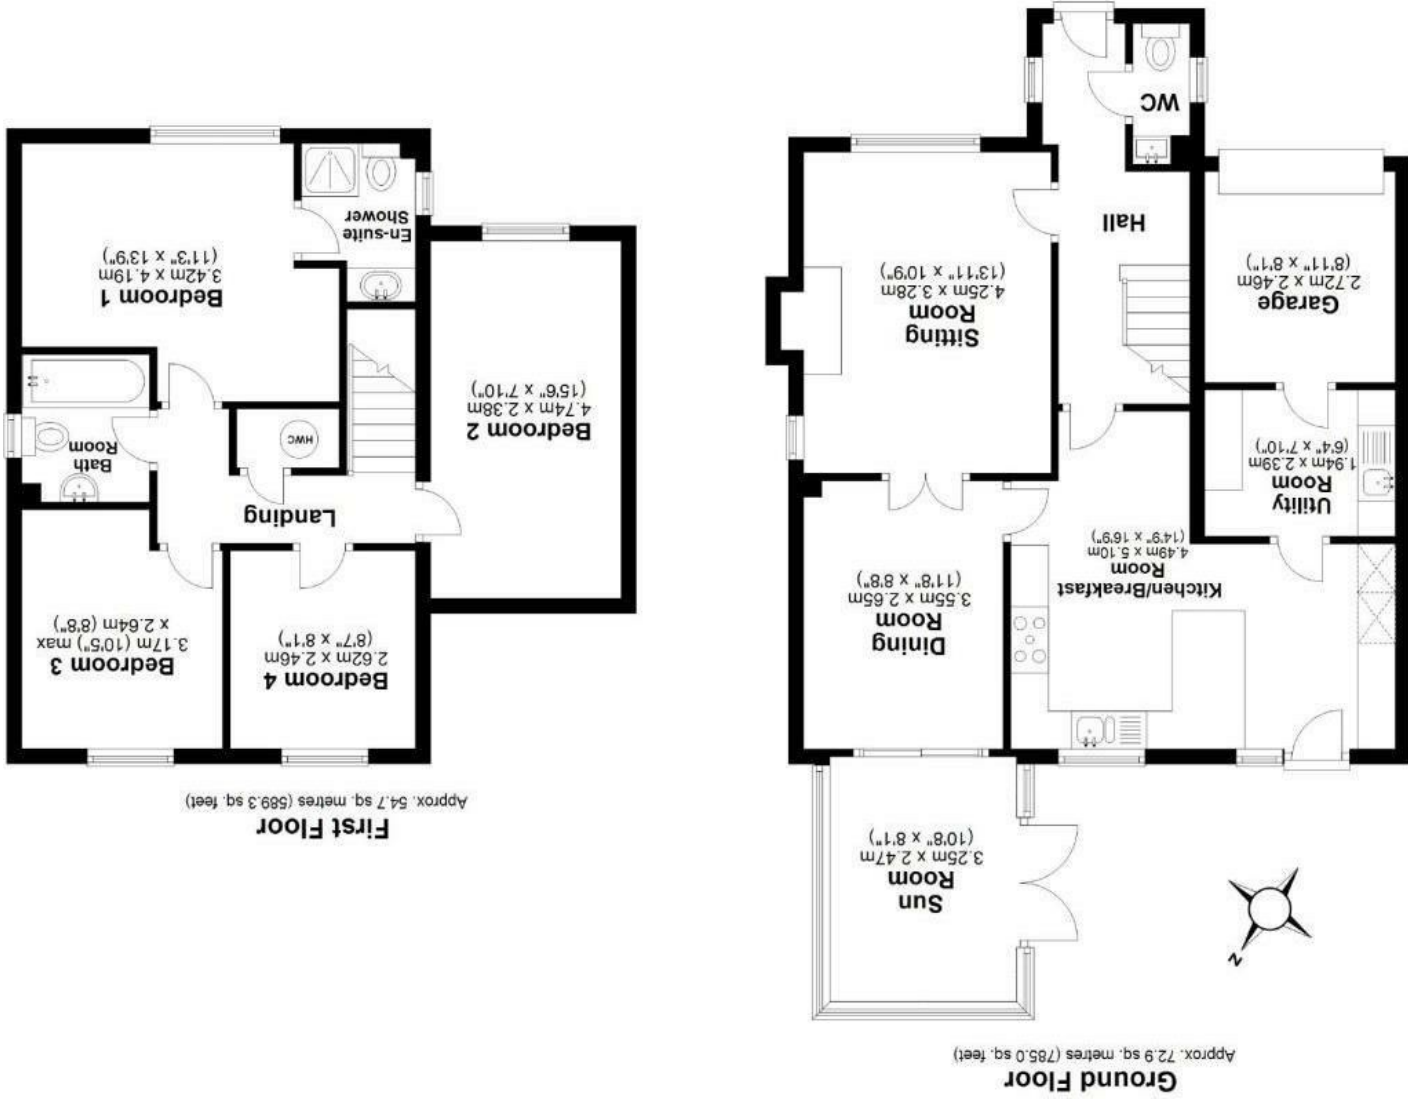 Ground Floor
Approx. 72.9 sq. metres (785.0 sq. feet)
N
Sun
Room
3.25m x 2.47m
(10'8" x 8'1")
Kitchen/Breakfast
Room
4.49m x 5.10m
(14'9" x 16'9")
Dining
Room
3.55m x 2.65m
(11'8" x 8'8")
Utility
Room
1.94m x 2.39m
(6'4" x 7'10")
Sitting
Room
4.25m x 3.28m
(13'11" x 10'9")
Garage
2.72m x 2.46m
(8'11" x 8'1")
Hall
WC
First Floor
Approx. 54.7 sq. metres (589.3 sq. feet)
Bedroom 4
2.62m x 2.46m
(8'7" x 8'1")
Bedroom 3
3.17m (10'5") max
x 2.64m (8'8")
Landing
Bath
Room
HWC
Bedroom 2
4.74m x 2.38m
(15'6" x 7'10")
Bedroom 1
3.42m x 4.19m
(11'3" x 13'9")
En-suite
Shower